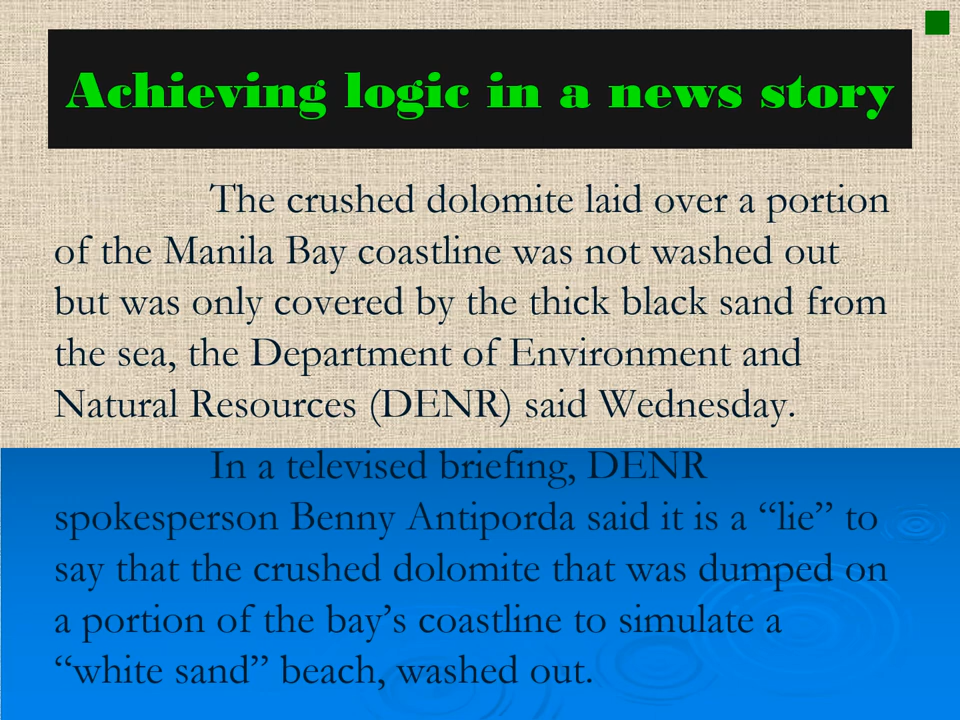 Achieving logic in a news story
The crushed dolomite laid over a portion
of the Manila Bay coastline was not washed out
but was only covered by the thick black sand from
the sea, the Department of Environment and
Natural Resources (DENR) said Wednesday.
In a televised briefing, DENR
spokesperson Benny Antiporda said it is a “lie” to
say that the crushed dolomite that was dumped on
a portion of the bay’s coastline to simulate a
“white sand” beach, washed out.